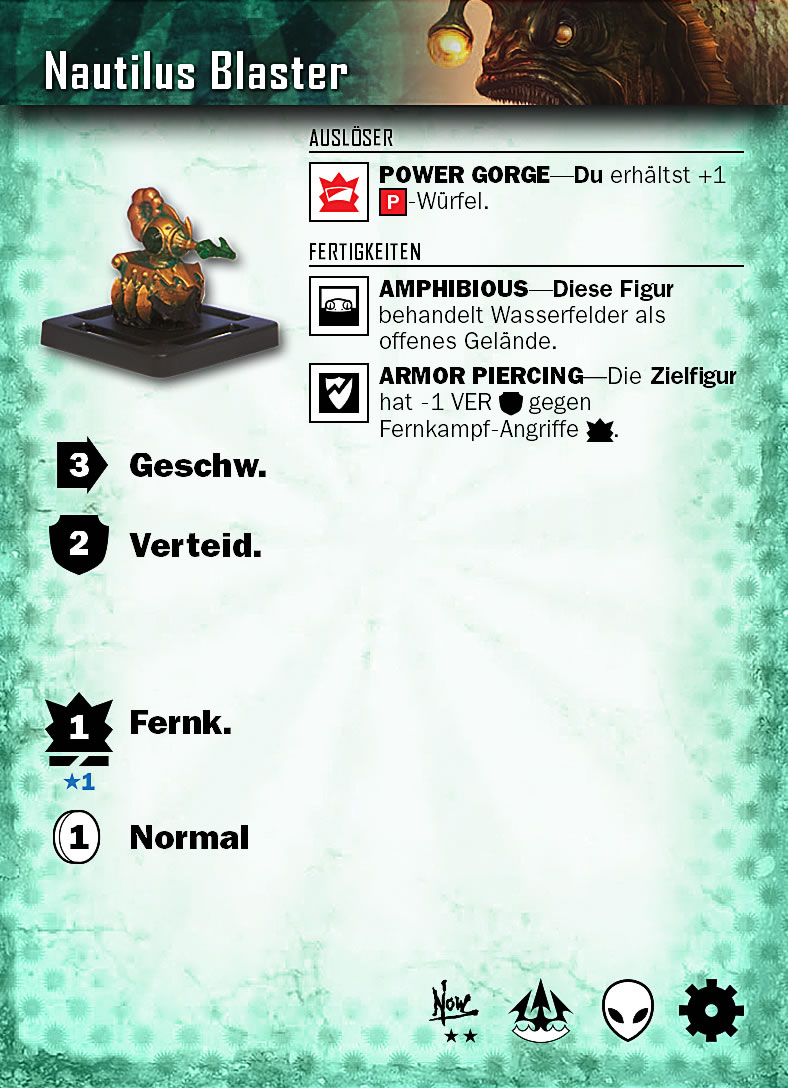 Nautilus Blaster
AUSLÖSER
POWER GORGE—Du erhältst +1
P-Würfel.
FERTIGKEITEN
AMPHIBIOUS—Diese Figur
behandelt Wasserfelder als
offenes Gelände.
ARMOR PIERCING—Die Zielfigur
hat -1 VER gegen
Fernkampf-Angriffe .
3 Geschw.
2 Verteid.
1 Fernk.
★1
1 Normal
Now
★★